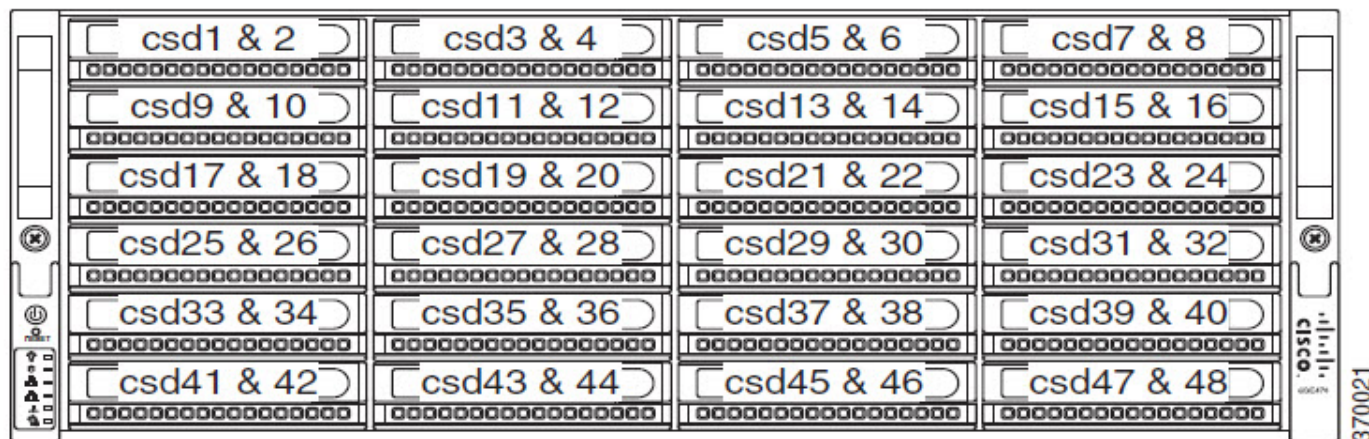 csd1 & 2 csd3 & 4 csd5 & 6 csd7 & 8
csd9 & 10 csd11 & 12 csd13 & 14 csd15 & 16
csd17 & 18 csd19 & 20 csd21 & 22 csd23 & 24
csd25 & 26 csd27 & 28 csd29 & 30 csd31 & 32
csd33 & 34 csd35 & 36 csd37 & 38 csd39 & 40
csd41 & 42 csd43 & 44 csd45 & 46 csd47 & 48
RESET
CISCO.
370021